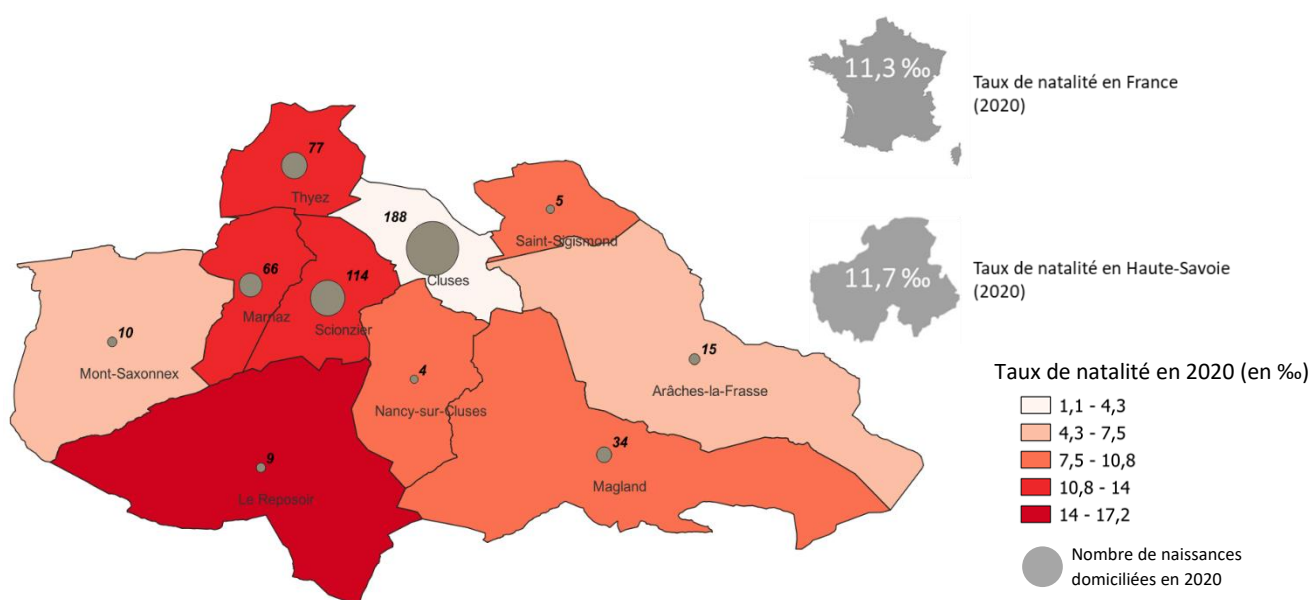 11,3 ‰
Taux de natalité en France
(2020)
77
Thyez
188
Cluses
5
Saint-Sigismond
11,7 ‰
Taux de natalité en Haute-Savoie
(2020)
66
Marnaz
114
Scionzier
10
Mont-Saxonnex
4
Nancy-sur-Cluses
15
Arâches-la-Frasse
9
Le Reposoir
34
Magland
Taux de natalité en 2020 (en ‰)
1,1 - 4,3
4,3 - 7,5
7,5 - 10,8
10,8 - 14
14 - 17,2
Nombre de naissances
domiciliées en 2020